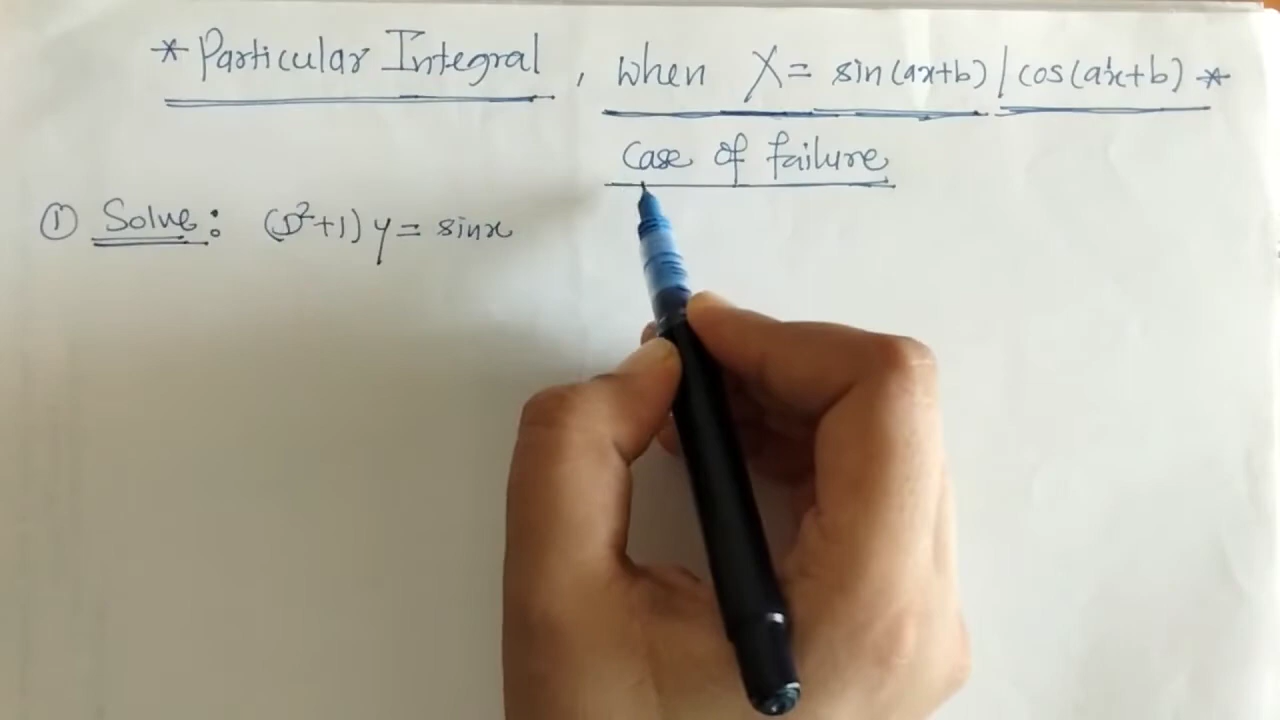 * Particular Integral, when X = sin(ax+b) | cos(ax+b) *
Case of failure
① Solve: (D²+1) y = sinx